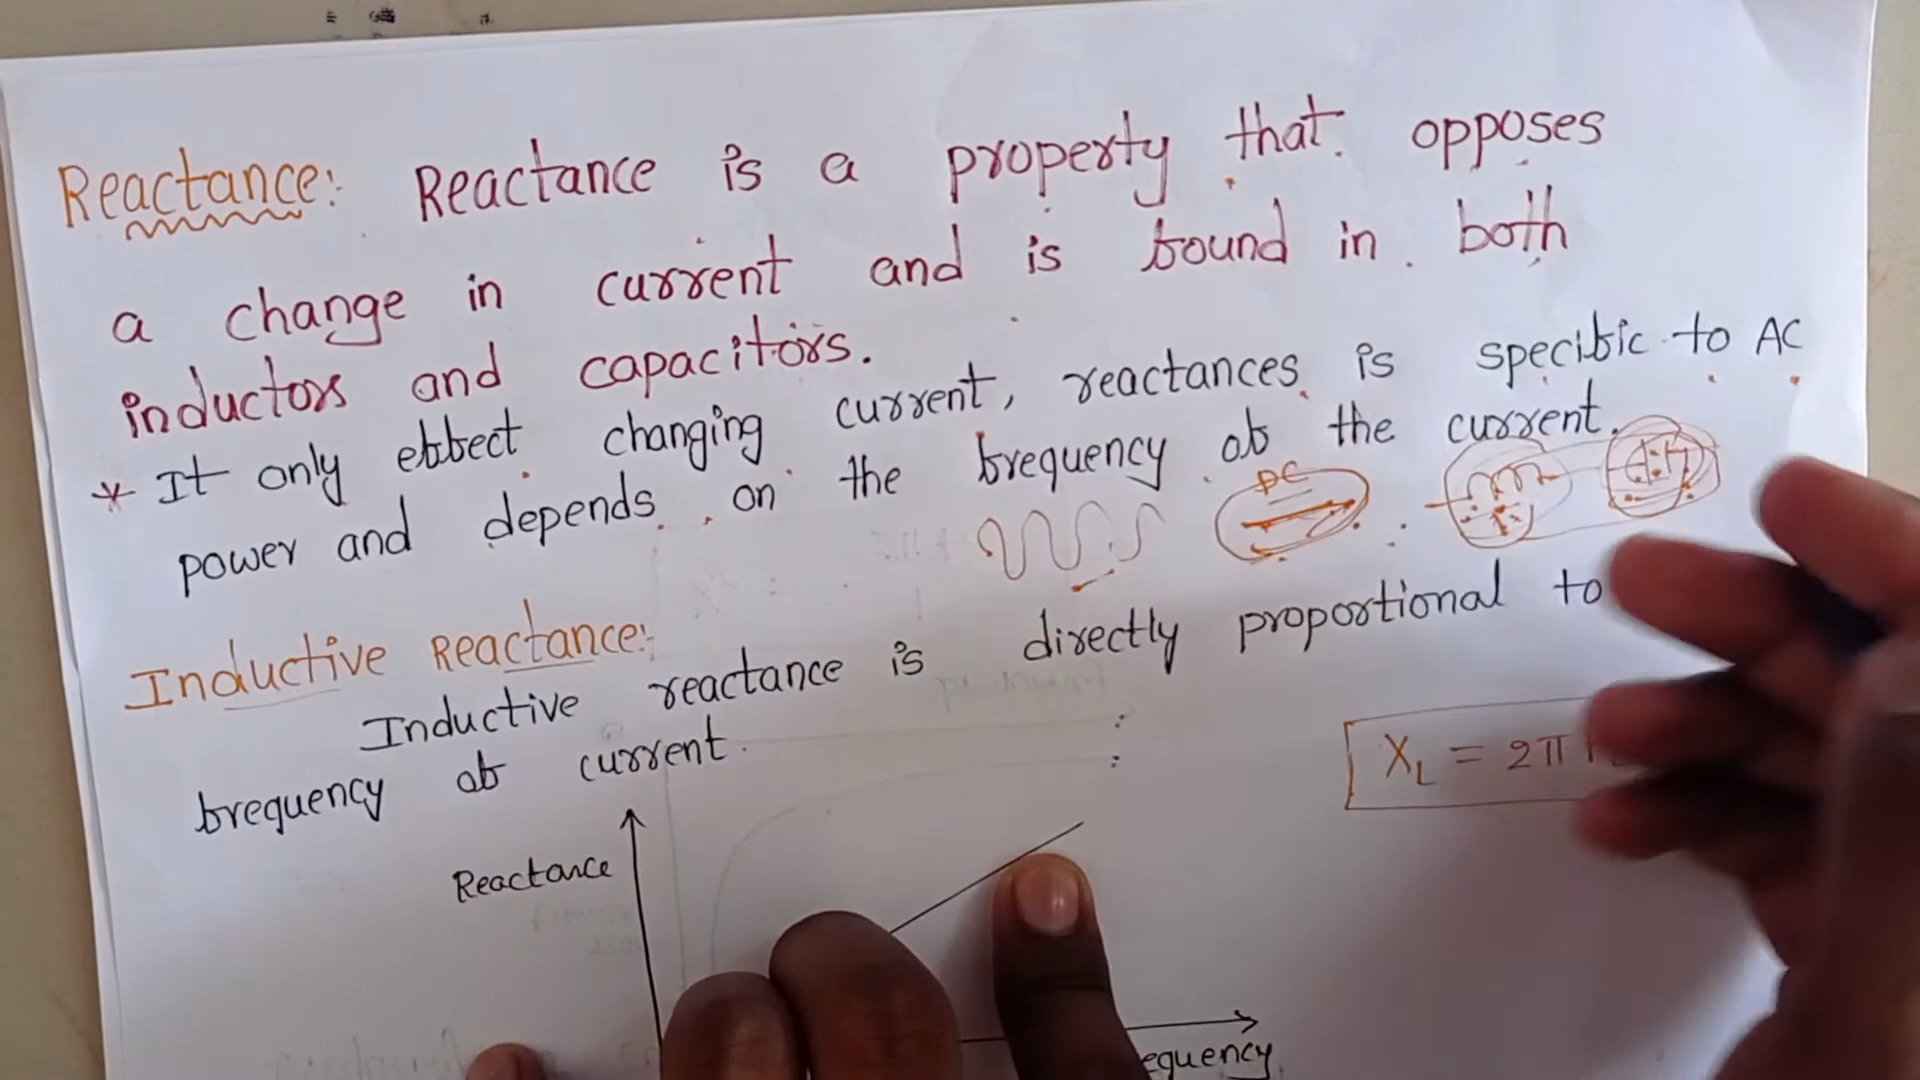 Reactance: Reactance is a property that opposes
a change in current and is found in both
inductors and capacitors.
* It only effect changing current, reactances is specific to AC
power and depends on the frequency of the current.
DC
Inductive Reactance:
Inductive reactance is directly proportional to
frequency of current.
X_L = 2π
Reactance
equency